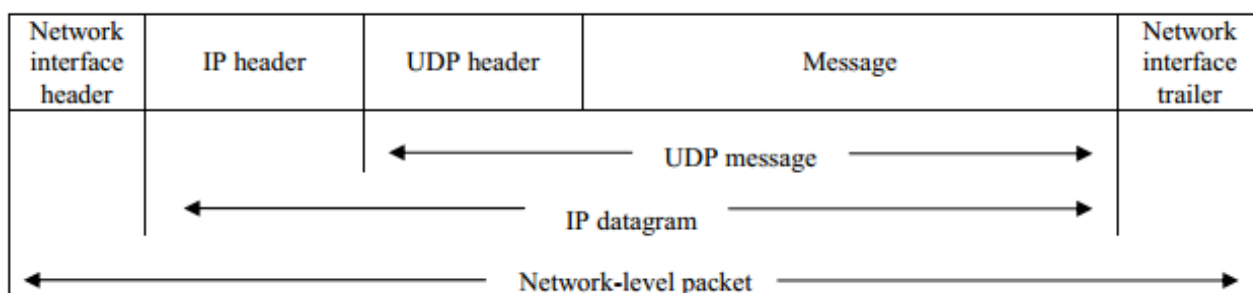 Network
interface
header
IP header
UDP header
Message
Network
interface
trailer
UDP message
IP datagram
Network-level packet